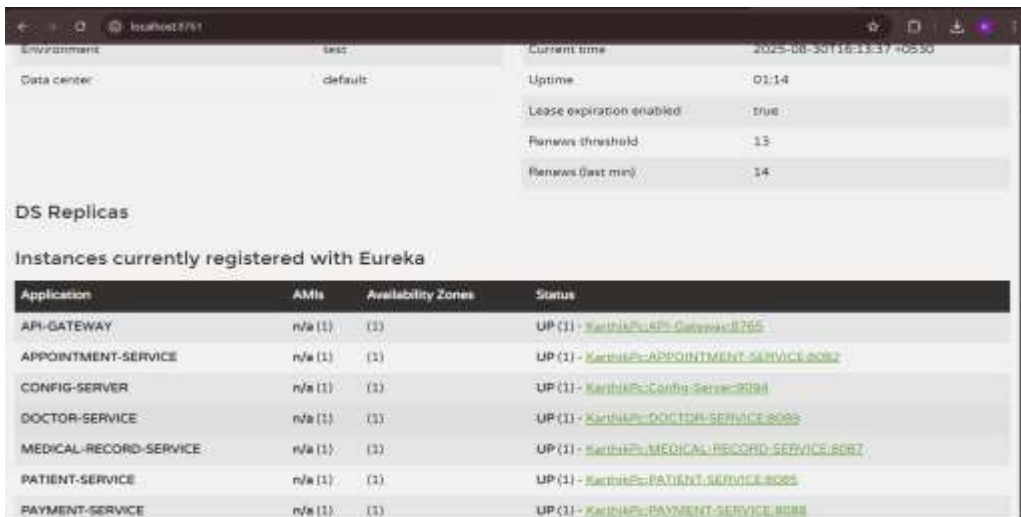 localhost:8761
Environment test Current time 2025-08-30T16:13:37 +0530
Data center default Uptime 01:14
Lease expiration enabled true
Renews threshold 13
Renews (last min) 14
DS Replicas
Instances currently registered with Eureka
Application AMIs Availability Zones Status
API-GATEWAY n/a (1) (1) UP (1) - KarthikPc:API-Gateway:8765
APPOINTMENT-SERVICE n/a (1) (1) UP (1) - KarthikPc:APPOINTMENT-SERVICE:8082
CONFIG-SERVER n/a (1) (1) UP (1) - KarthikPc:Config-Server:9094
DOCTOR-SERVICE n/a (1) (1) UP (1) - 
MEDICAL-RECORD-SERVICE n/a (1) (1) UP (1) - KarthikPc:MEDICAL-RECORD-SERVICE:8087
PATIENT-SERVICE n/a (1) (1) UP (1) - KarthikPc:PATIENT-SERVICE:8085
PAYMENT-SERVICE n/a (1) (1) UP (1) - KarthikPc:PAYMENT-SERVICE:8088